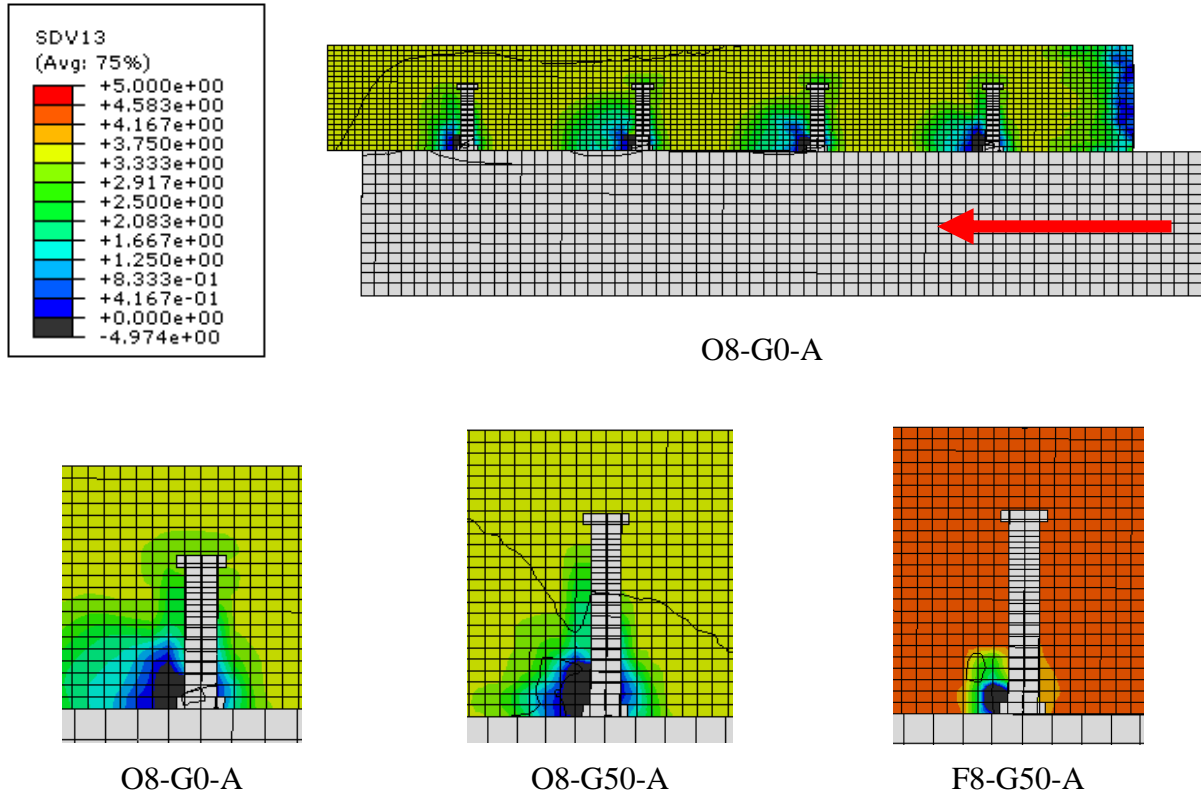 SDV13
(Avg: 75%)
+5.000e+00
+4.583e+00
+4.167e+00
+3.750e+00
+3.333e+00
+2.917e+00
+2.500e+00
+2.083e+00
+1.667e+00
+1.250e+00
+8.333e-01
+4.167e-01
+0.000e+00
-4.974e+00
O8-G0-A
O8-G0-A
O8-G50-A
F8-G50-A